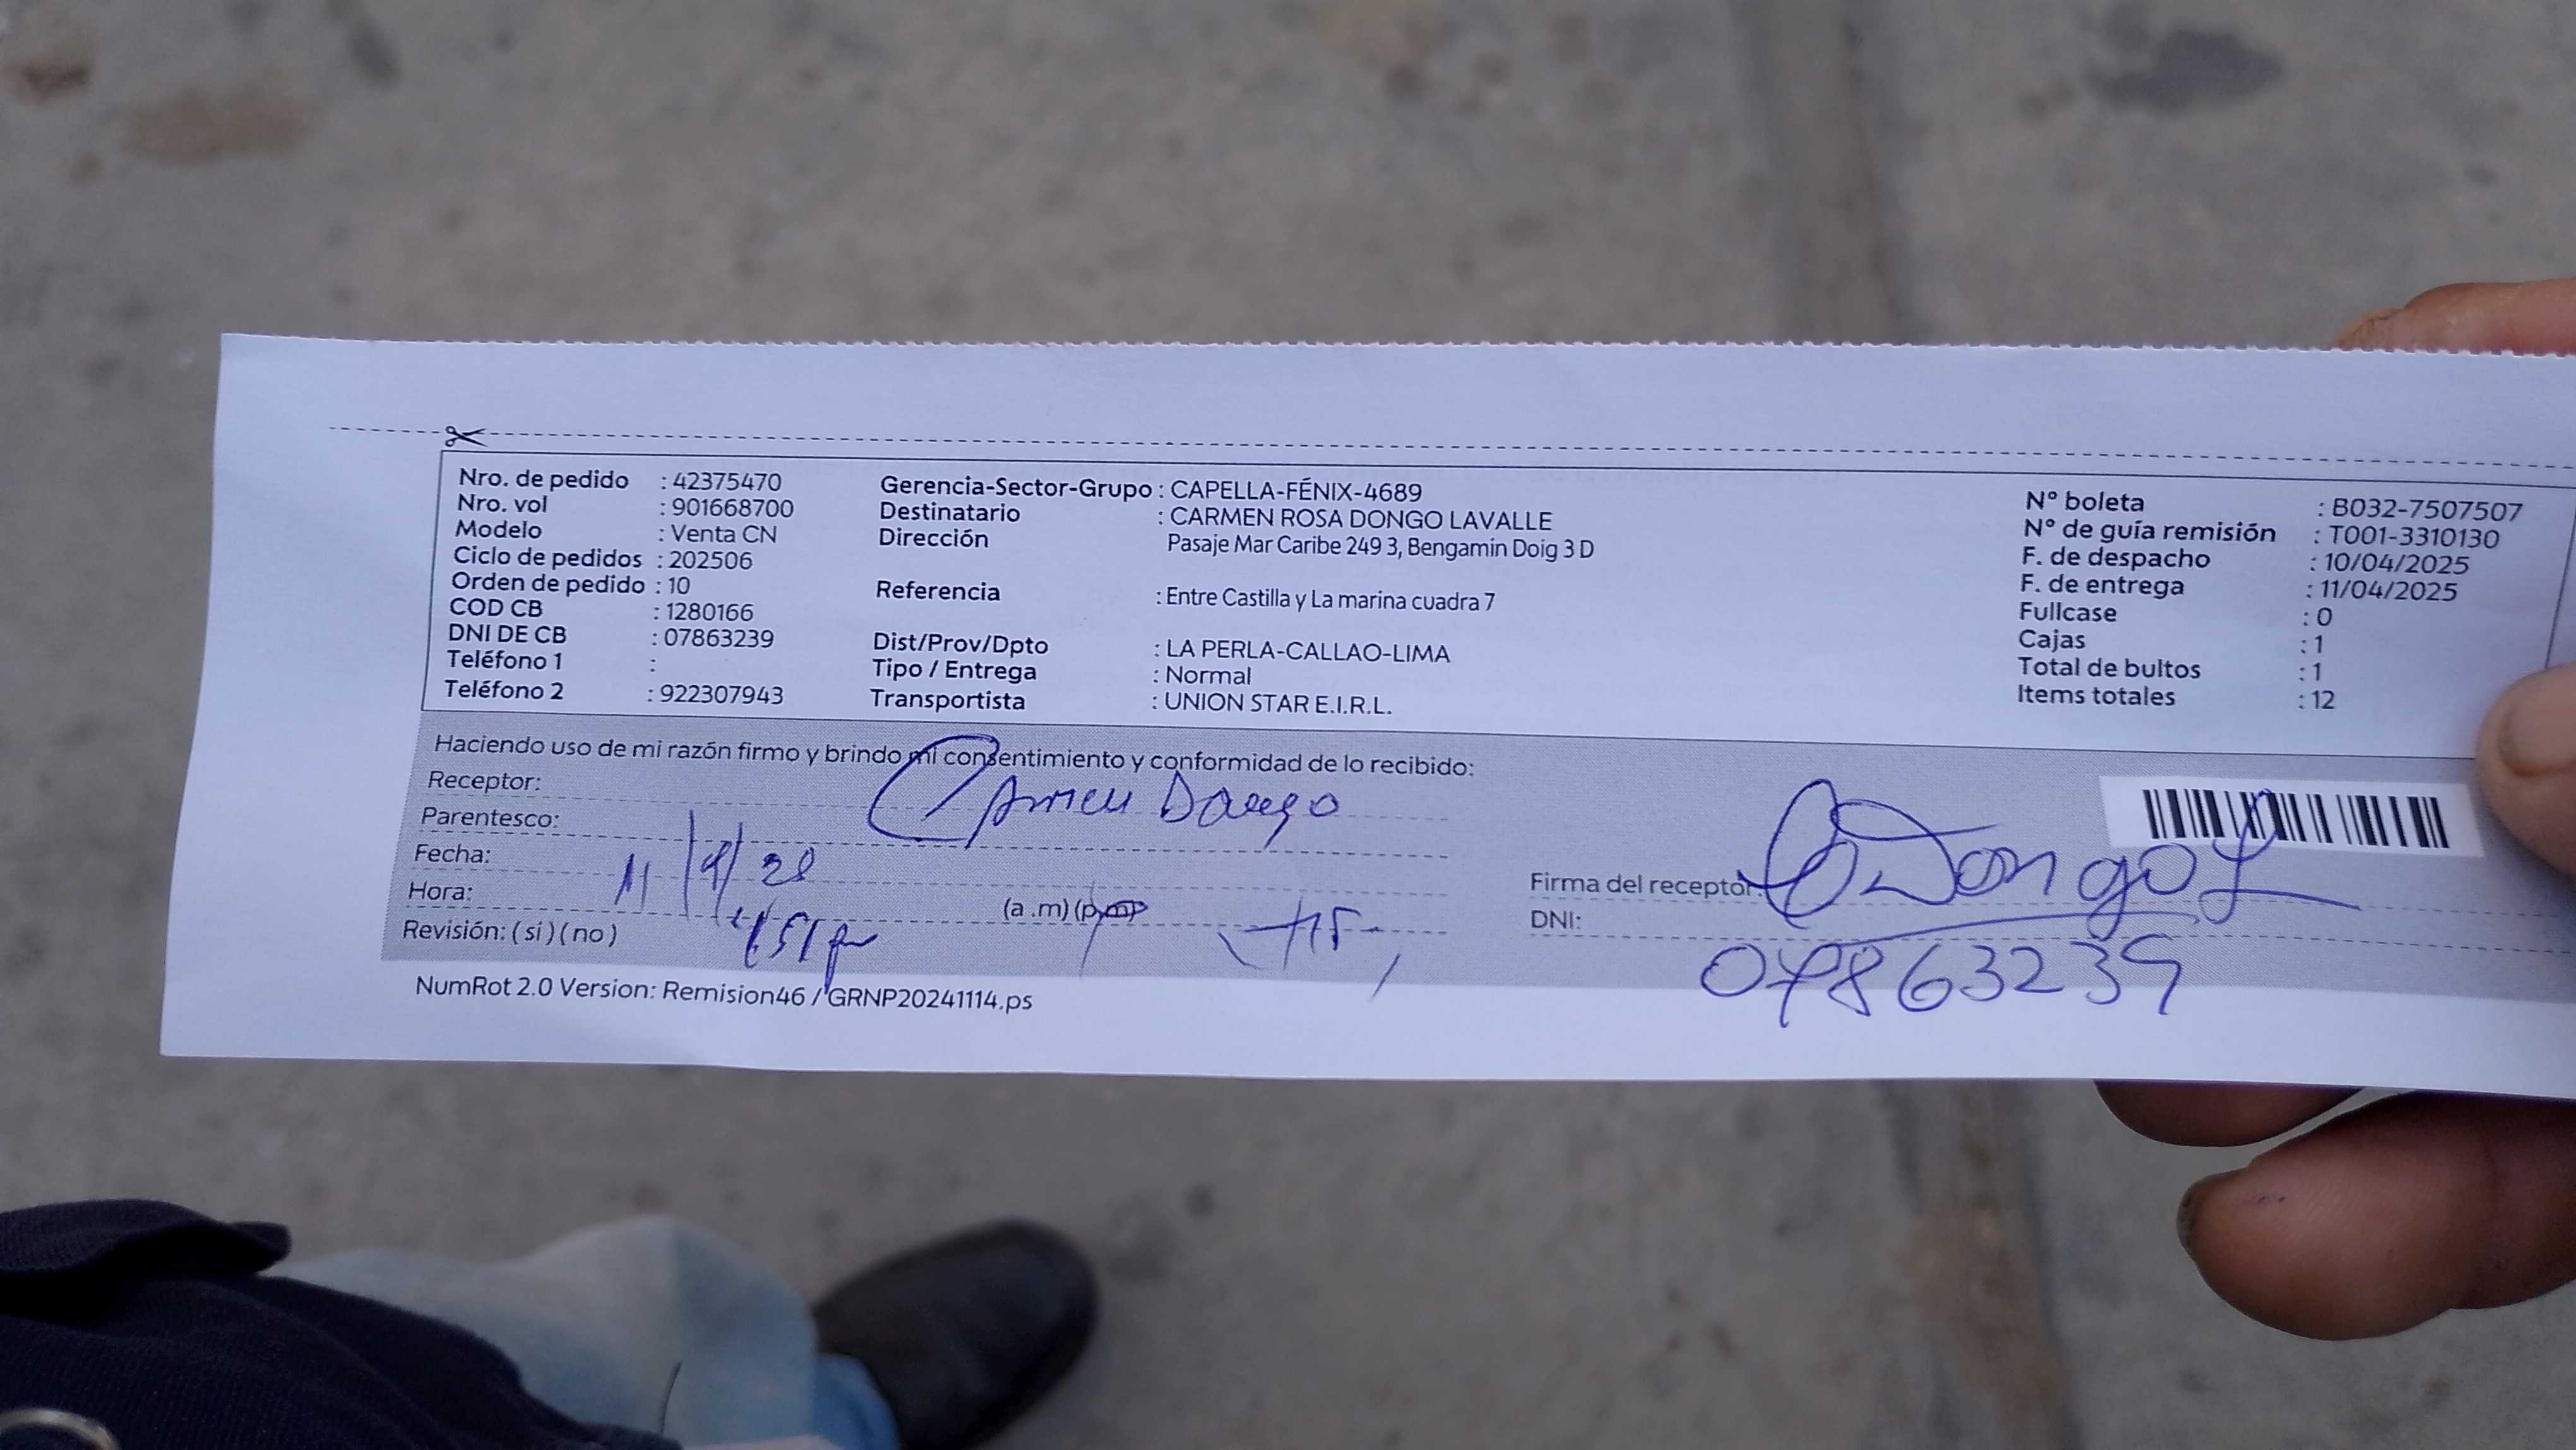 Nro. de pedido : 42375470
Nro. vol : 901668700
Modelo : Venta CN
Ciclo de pedidos : 202506
Orden de pedido : 10
COD CB : 1280166
DNI DE CB : 07863239
Teléfono 1 :
Teléfono 2 : 922307943
Gerencia-Sector-Grupo : CAPELLA-FÉNIX-4689
Destinatario : CARMEN ROSA DONGO LAVALLE
Dirección Pasaje Mar Caribe 249 3, Bengamin Doig 3 D
Referencia : Entre Castilla y La marina cuadra 7
Dist/Prov/Dpto : LA PERLA-CALLAO-LIMA
Tipo / Entrega : Normal
Transportista : UNION STAR E.I.R.L.
N° boleta : B032-7507507
N° de guía remisión : T001-3310130
F. de despacho : 10/04/2025
F. de entrega : 11/04/2025
Fullcase : 0
Cajas : 1
Total de bultos : 1
Items totales : 12
Haciendo uso de mi razón firmo y brindo mi consentimiento y conformidad de lo recibido:
Receptor: Carmen Dongo
Parentesco:
Fecha:
Hora: (a .m) (p.m)
Revisión: ( si ) ( no )
Firma del receptor: Dongo L
DNI: 07863239
NumRot 2.0 Version: Remision46 / GRNP20241114.ps